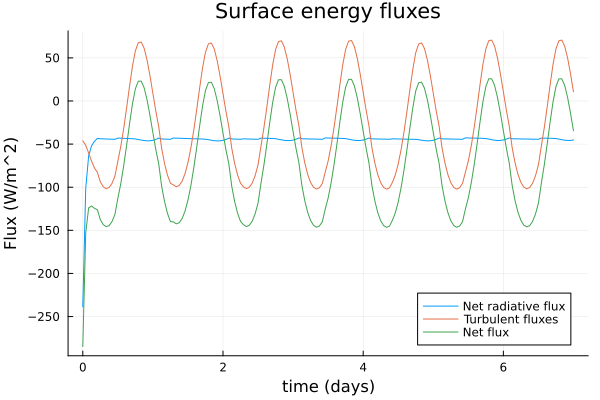 Surface energy fluxes
Flux (W/m^2)
50
0
−50
−100
−150
−200
−250
0
2
4
6
time (days)
Net radiative flux
Turbulent fluxes
Net flux